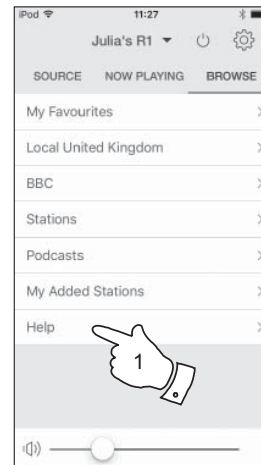 iPod 11:27
Julia's R1
SOURCE NOW PLAYING BROWSE
My Favourites
Local United Kingdom
BBC
Stations
Podcasts
My Added Stations
Help
1